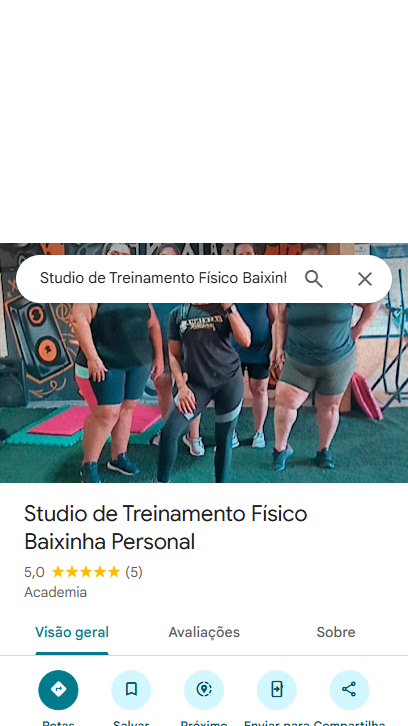 Studio de Treinamento Físico Baixinh
Studio de Treinamento Físico
Baixinha Personal
5,0 ★★★★★ (5)
Academia
Visão geral Avaliações Sobre
Rotas Salvar Próximo Enviar para Compartilha